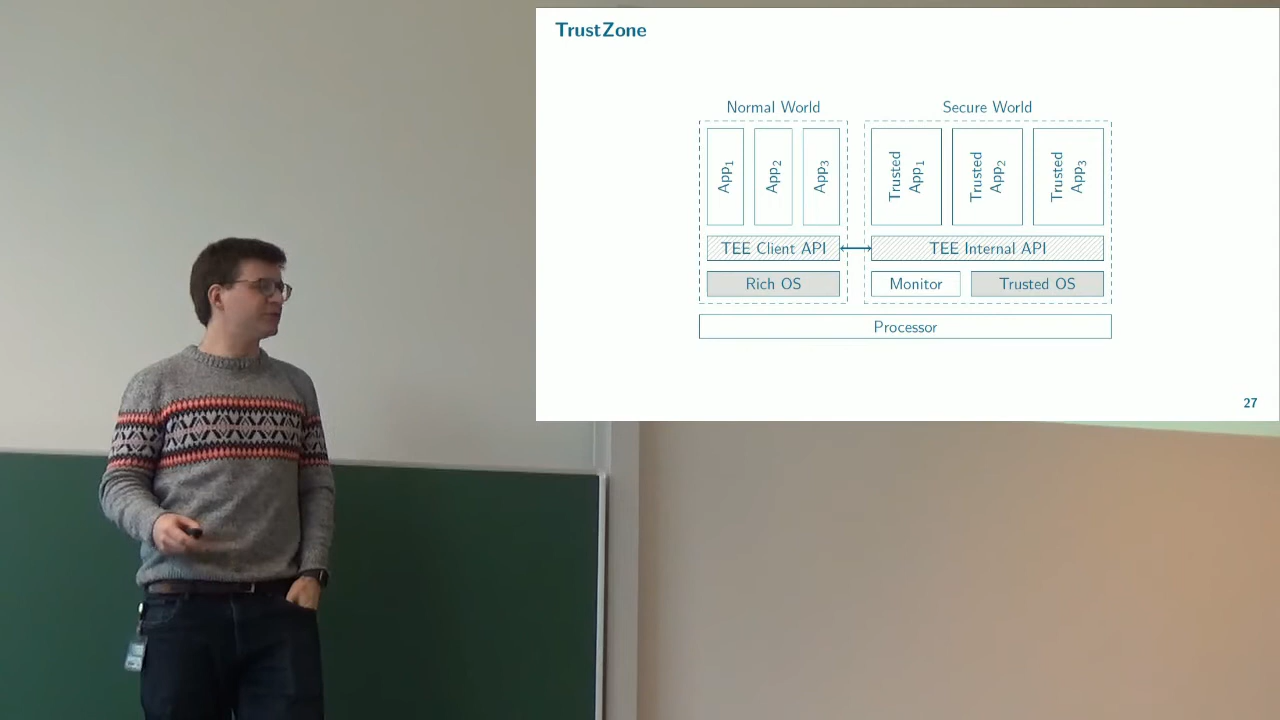 TrustZone
Normal World
Secure World
App1
App2
App3
Trusted
App1
Trusted
App2
Trusted
App3
TEE Client API
TEE Internal API
Rich OS
Monitor
Trusted OS
Processor
27